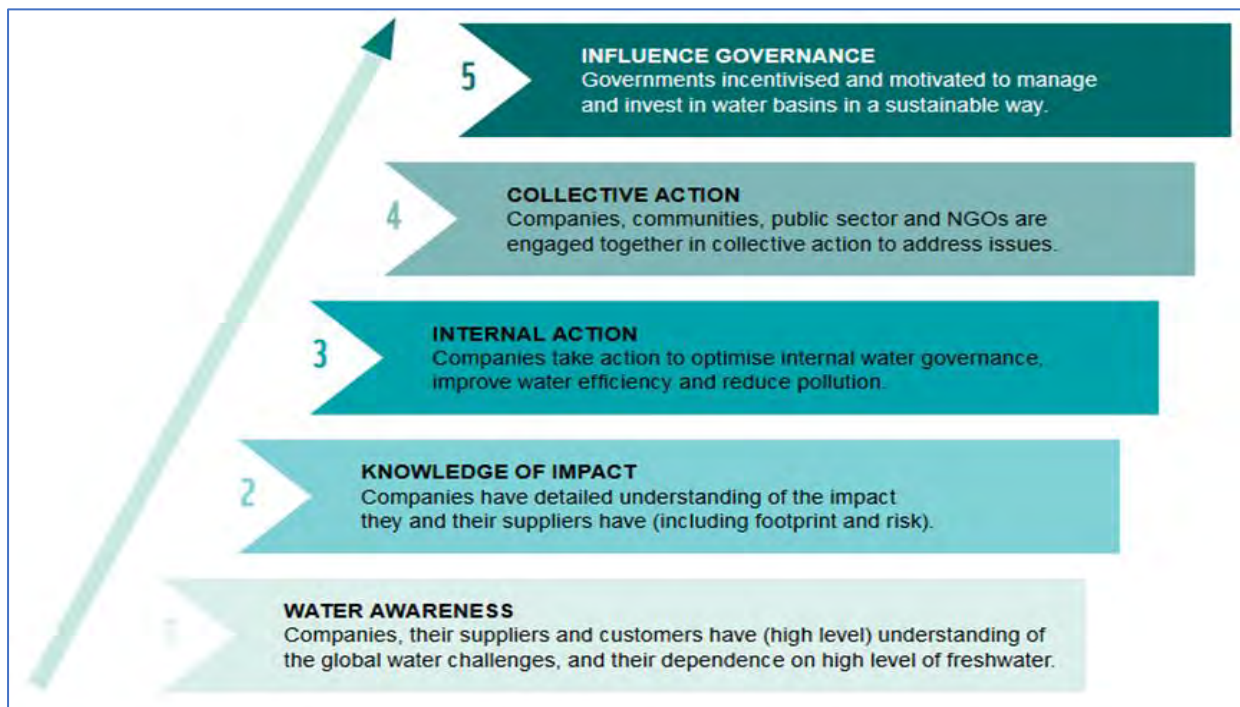 5
INFLUENCE GOVERNANCE
Governments incentivised and motivated to manage
and invest in water basins in a sustainable way.
4
COLLECTIVE ACTION
Companies, communities, public sector and NGOs are
engaged together in collective action to address issues.
3
INTERNAL ACTION
Companies take action to optimise internal water governance,
improve water efficiency and reduce pollution.
2
KNOWLEDGE OF IMPACT
Companies have detailed understanding of the impact
they and their suppliers have (including footprint and risk).
1
WATER AWARENESS
Companies, their suppliers and customers have (high level) understanding of
the global water challenges, and their dependence on high level of freshwater.